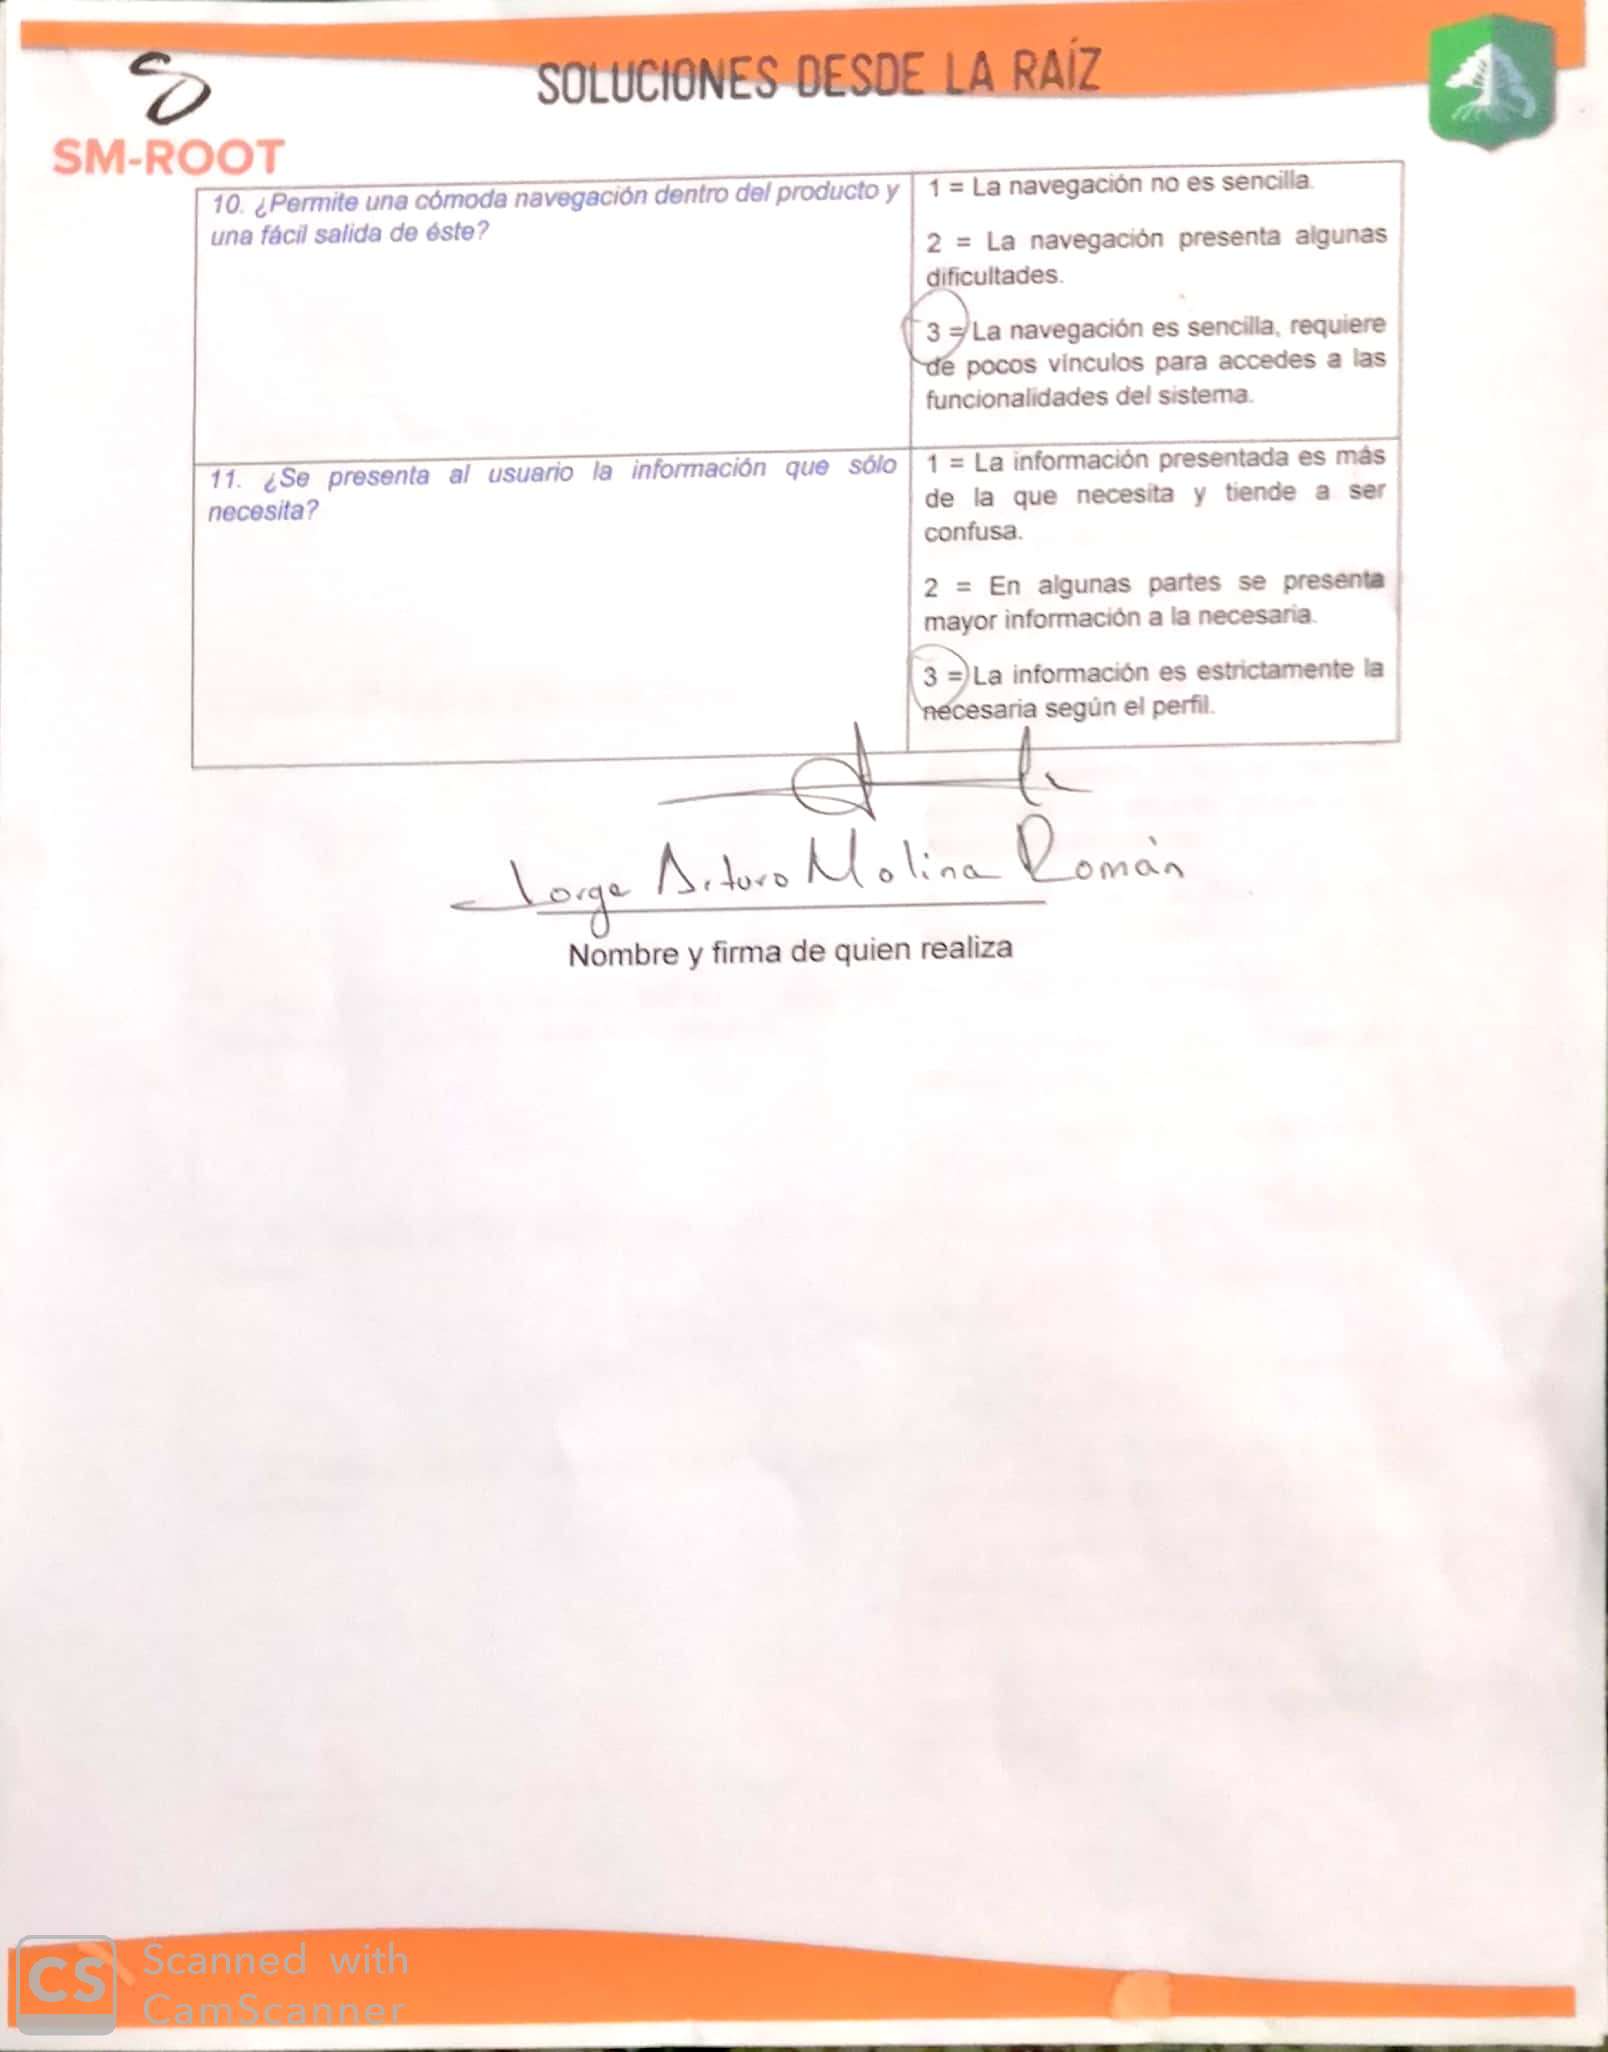 SOLUCIONES DESDE LA RAÍZ
SM-ROOT
10. ¿Permite una cómoda navegación dentro del producto y
una fácil salida de éste?
1 = La navegación no es sencilla.
2 = La navegación presenta algunas
dificultades.
3 = La navegación es sencilla, requiere
de pocos vínculos para accedes a las
funcionalidades del sistema.
11. ¿Se presenta al usuario la información que sólo
necesita?
1 = La información presentada es más
de la que necesita y tiende a ser
confusa.
2 = En algunas partes se presenta
mayor información a la necesaria.
3 = La información es estrictamente la
necesaria según el perfil.
Jorge Arturo Molina Román
Nombre y firma de quien realiza
CS Scanned with
CamScanner